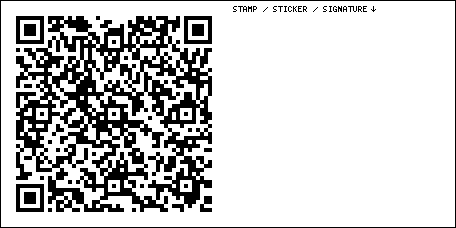 STAMP / STICKER / SIGNATURE ↓